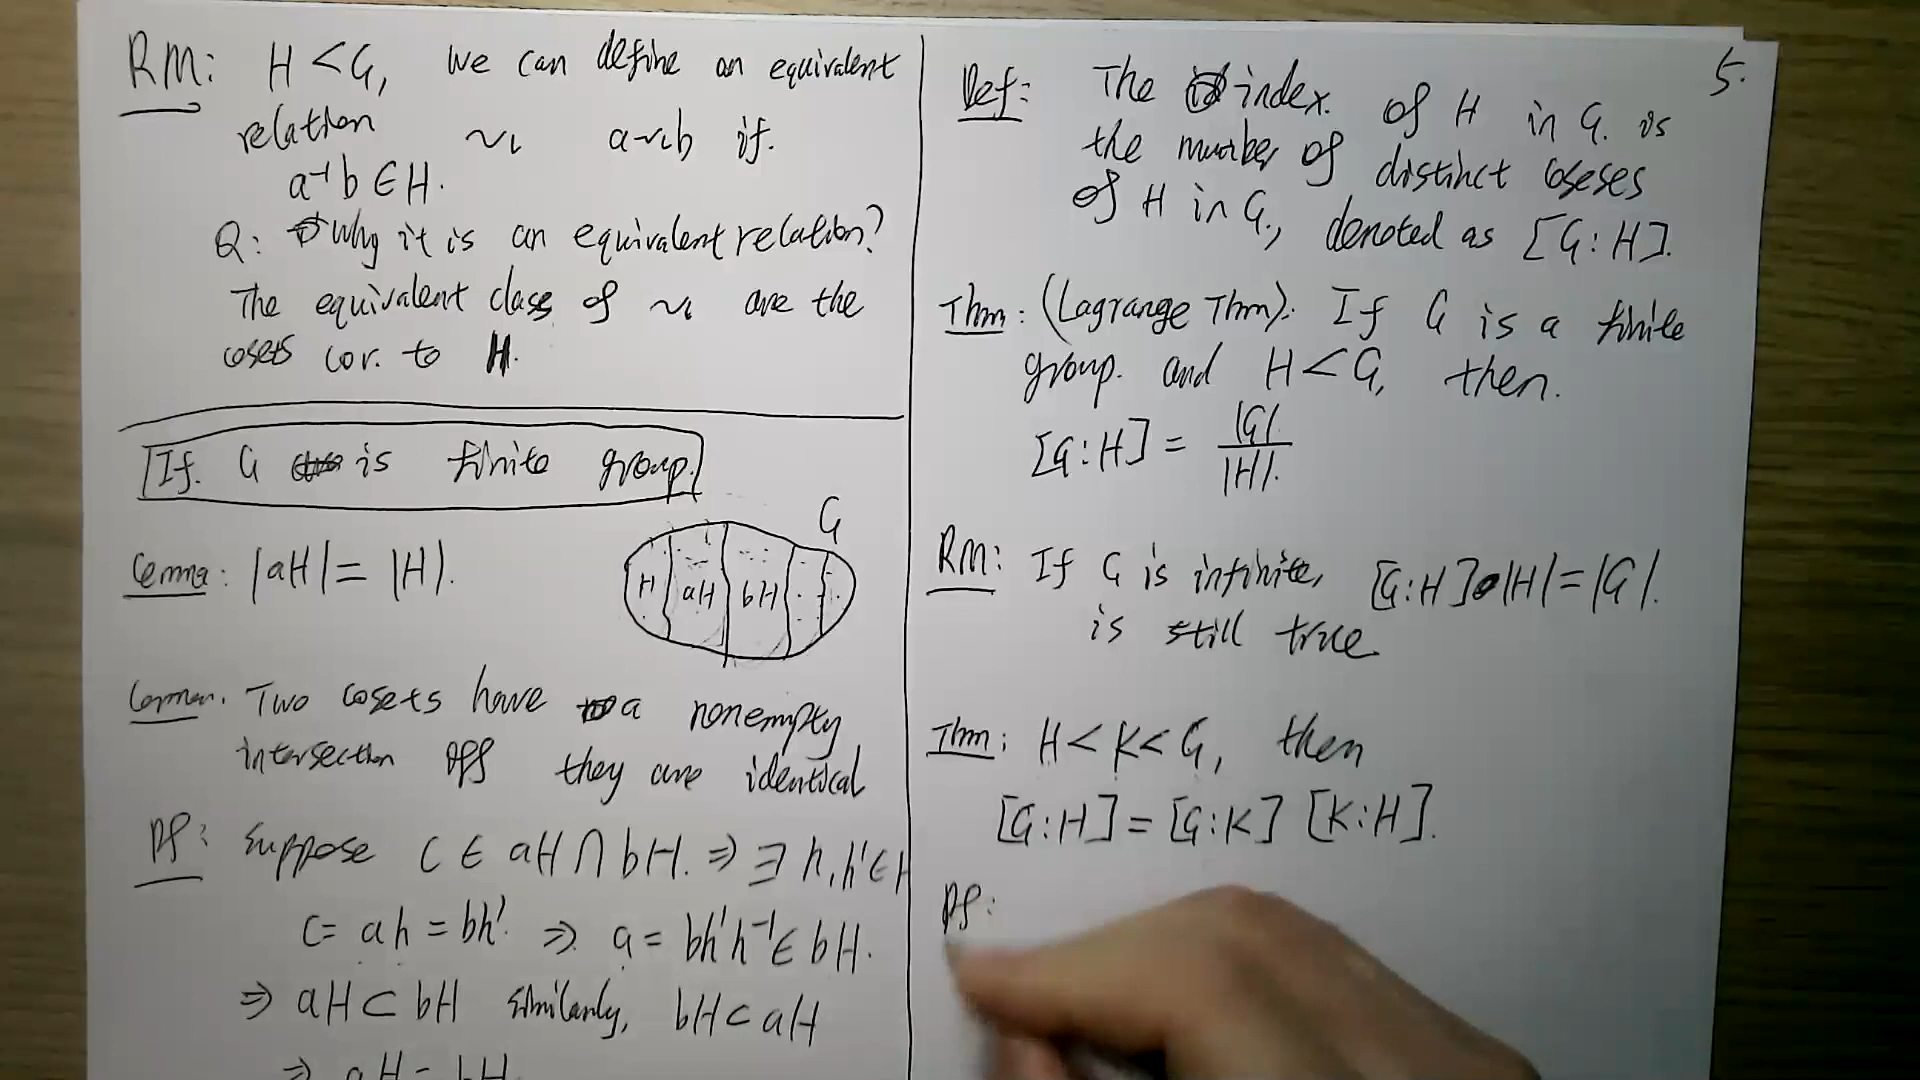 RM: H < G, we can define an equivalent
relation ~L a ~L b if.
a⁻¹b ∈ H.
Q: Why it is an equivalent relation?
The equivalent class of ~L are the
cosets cor. to H.
If G is finite group.
G
Lemma: |aH| = |H|.
H aH bH . .
Two cosets have a nonempty
intersection iff they are identical
Pf: Suppose C ∈ aH ∩ bH. ⇒ ∃ h, h' ∈ H
C = ah = bh'. ⇒ a = bh'h⁻¹ ∈ bH.
⇒ aH ⊂ bH similarly, bH ⊂ aH
⇒ aH = bH.
5.
Def: The index of H in G. is
the number of distinct coseses
of H in G., denoted as [G:H].
Thm: (Lagrange Thm). If G is a finite
group. and H < G, then.
[G:H] = |G|. / |H|.
RM: If G is infinite, [G:H]•|H| = |G|.
is still true.
Thm: H < K < G, then
[G:H] = [G:K] [K:H].
Pf: